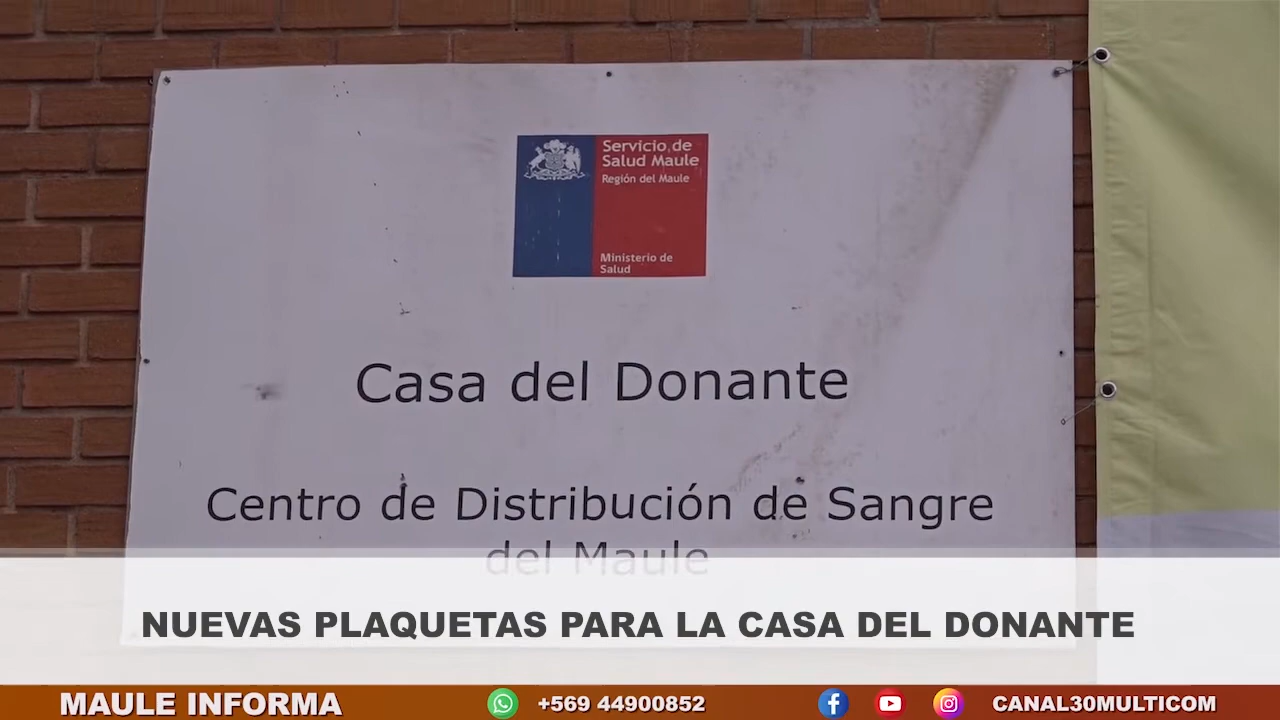 Servicio de
Salud Maule
Región del Maule
Ministerio de
Salud
Casa del Donante
Centro de Distribución de Sangre
del Maule
NUEVAS PLAQUETAS PARA LA CASA DEL DONANTE
MAULE INFORMA
+569 44900852
CANAL30MULTICOM